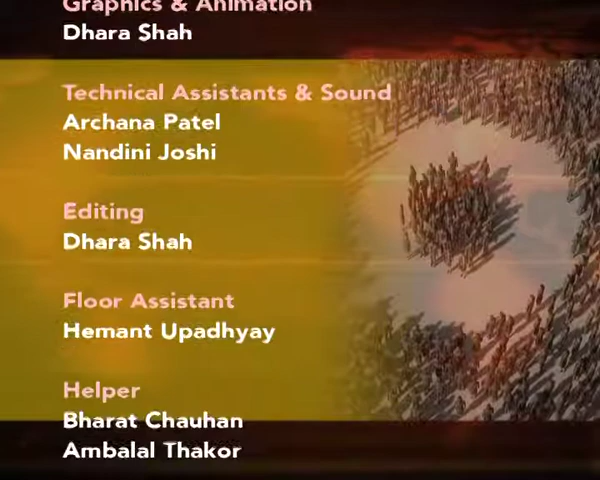 Graphics & Animation
Dhara Shah
Technical Assistants & Sound
Archana Patel
Nandini Joshi
Editing
Dhara Shah
Floor Assistant
Hemant Upadhyay
Helper
Bharat Chauhan
Ambalal Thakor